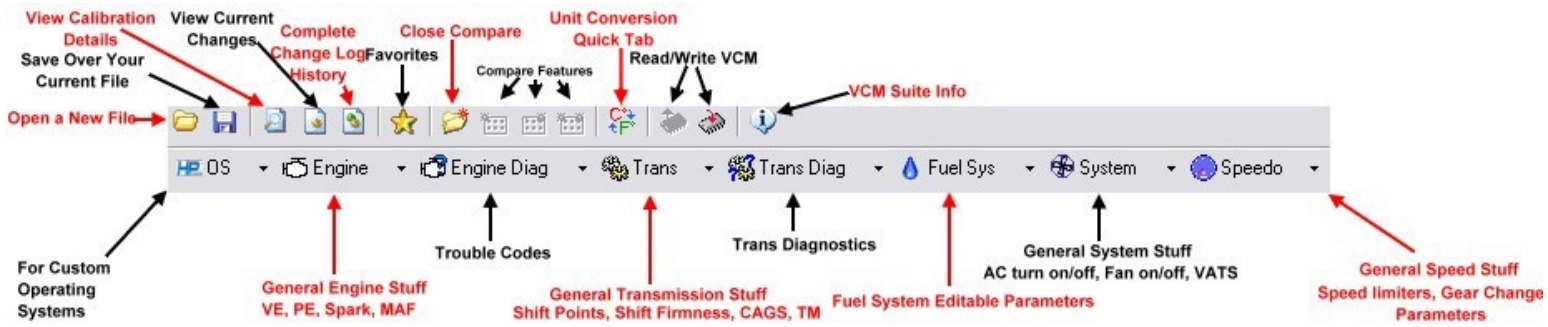 View Calibration
Details
View Current
Changes
Complete
Change Log
History
Favorites
Close Compare
Compare Features
Unit Conversion
Quick Tab
Read/Write VCM
VCM Suite Info
Save Over Your
Current File
Open a New File
HP OS
Engine
Engine Diag
Trans
Trans Diag
Fuel Sys
System
Speedo
For Custom
Operating
Systems
General Engine Stuff
VE, PE, Spark, MAF
Trouble Codes
General Transmission Stuff
Shift Points, Shift Firmness, CAGS, TM
Trans Diagnostics
Fuel System Editable Parameters
General System Stuff
AC turn on/off, Fan on/off, VATS
General Speed Stuff
Speed limiters, Gear Change
Parameters